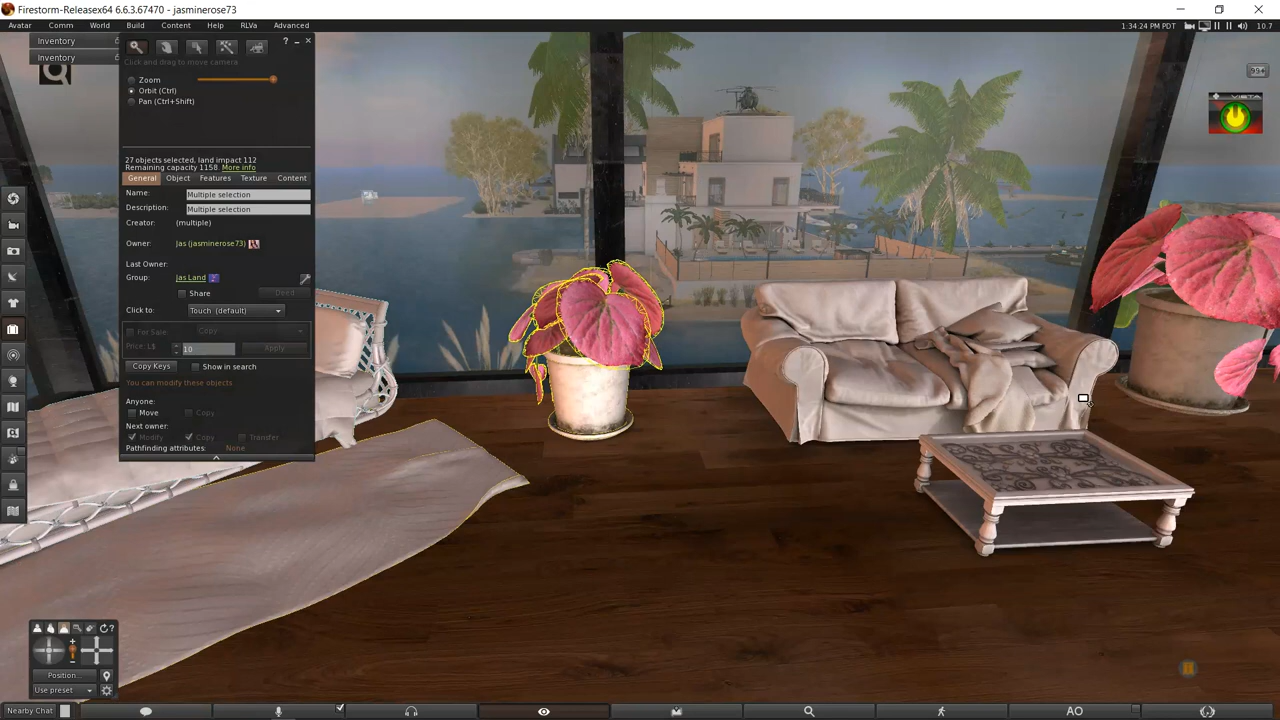 Firestorm-Releasex64 6.6.3.67470 - jasminerose73
Avatar Comm World Build Content Help RLVa Advanced
1:34:24 PM PDT
10.7
Inventory
Inventory
?
Click and drag to move camera
Zoom
Orbit (Ctrl)
Pan (Ctrl+Shift)
99+
VISTA
27 objects selected, land impact 112
Remaining capacity 1158. More info
General Object Features Texture Content
Name: Multiple selection
Description: Multiple selection
Creator: (multiple)
Owner: Jas (jasminerose73)
Last Owner:
Group: Jas Land
Share Deed
Click to: Touch (default)
For Sale: Copy
Price: L$ 10 Apply
Copy Keys Show in search
You can modify these objects
Anyone:
Move Copy
Next owner:
Modify Copy Transfer
Pathfinding attributes: None
?
Position...
Use preset
Nearby Chat
AO